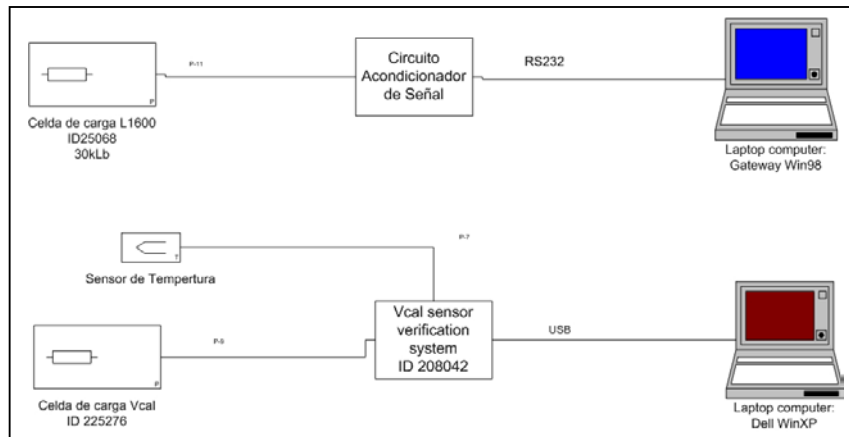 P-11
Circuito
Acondicionador
de Señal
RS232
P
Celda de carga L1600
ID25068
30kLb
Laptop computer:
Gateway Win98
P-7
T
Sensor de Tempertura
Vcal sensor
verification
system
ID 208042
USB
P-9
P
Celda de carga Vcal
ID 225276
Laptop computer:
Dell WinXP